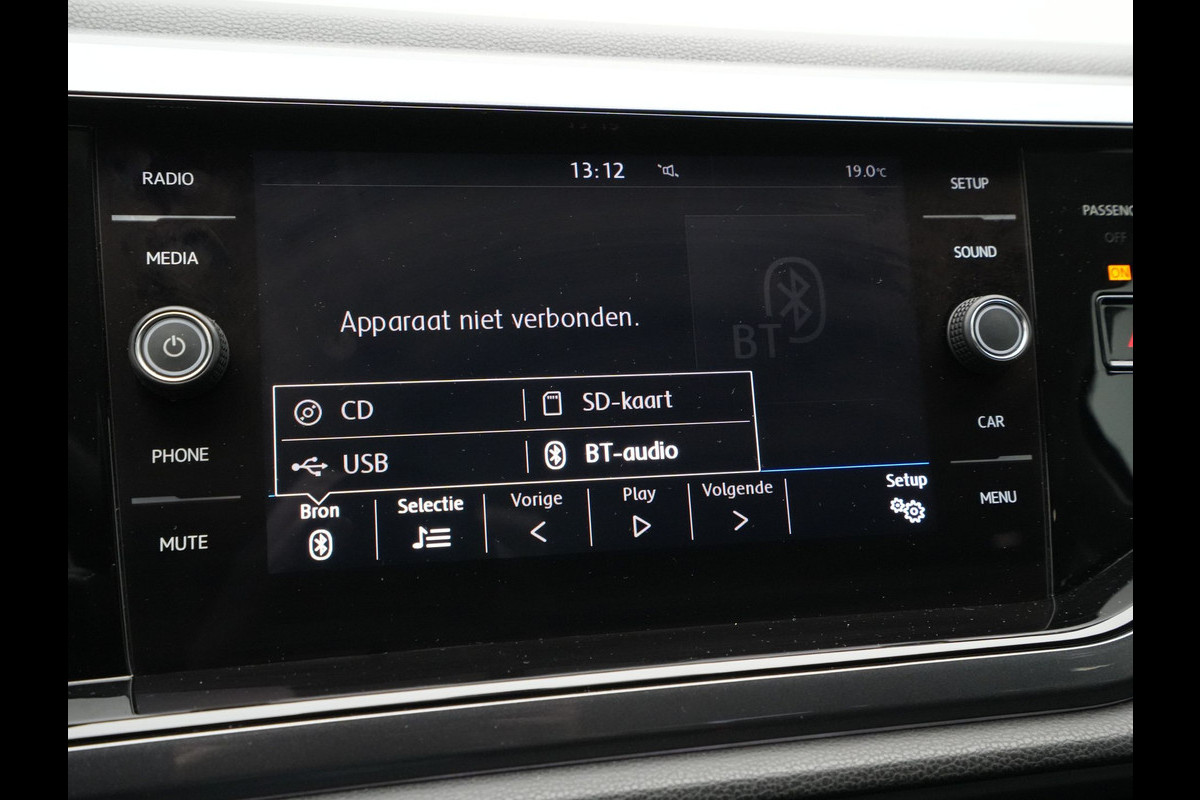 13:12
19.0°C
RADIO
SETUP
PASSENG
OFF
ON
MEDIA
SOUND
Apparaat niet verbonden.
BT
CD
SD-kaart
USB
BT-audio
PHONE
CAR
Bron
Selectie
Vorige
Play
Volgende
Setup
MENU
MUTE